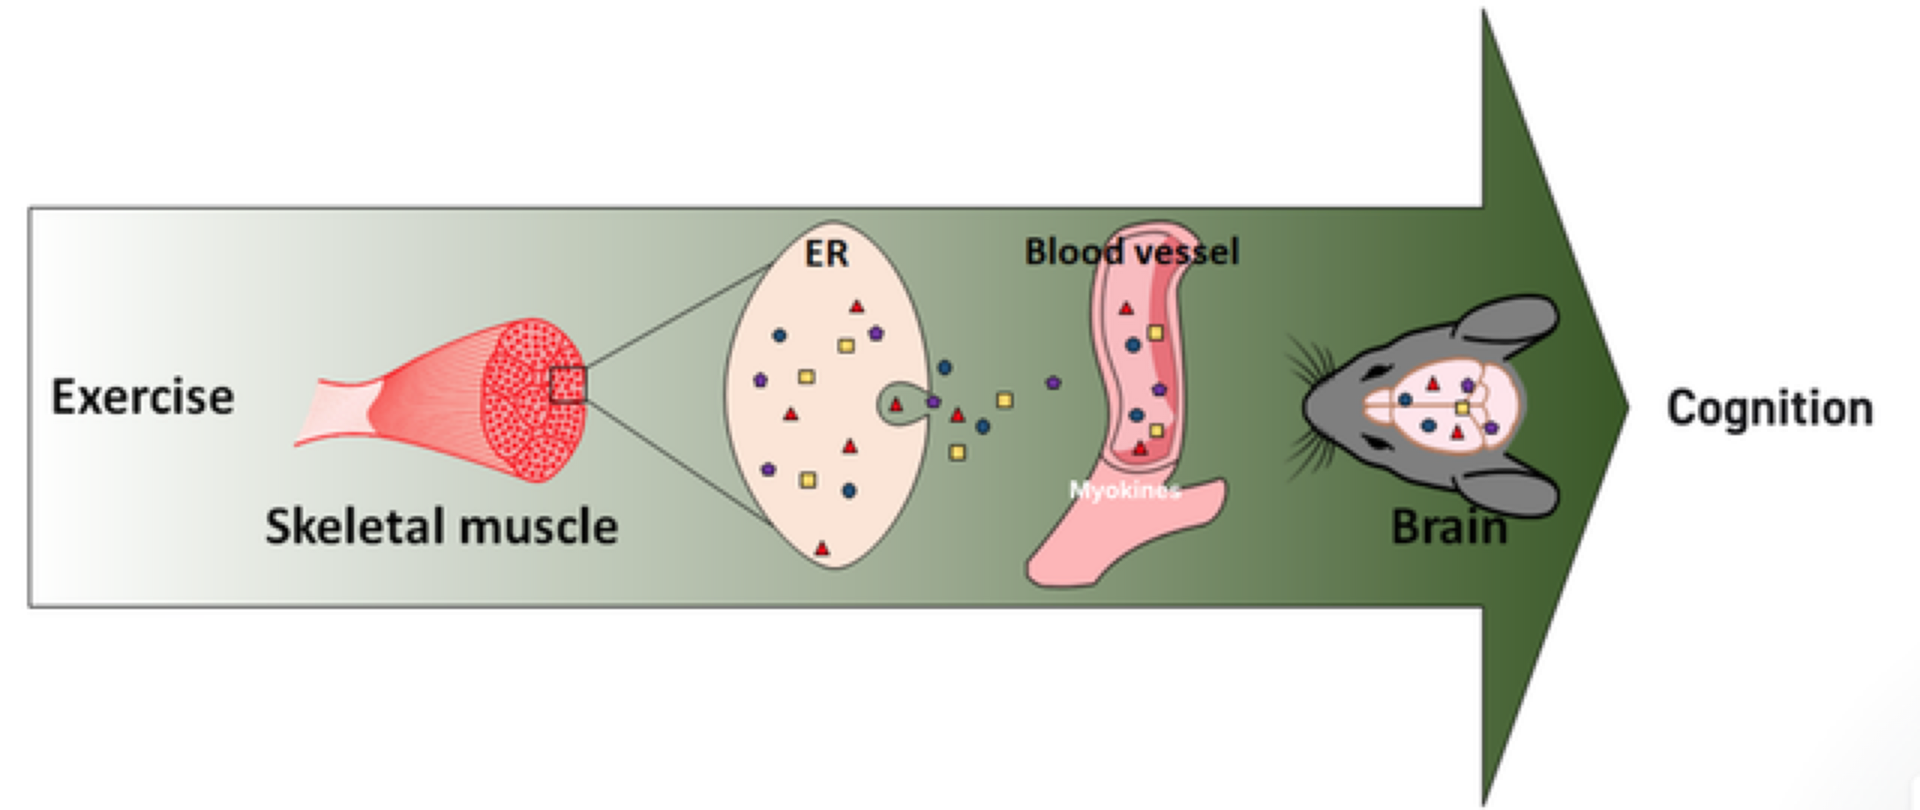 Exercise
Skeletal muscle
ER
Blood vessel
Myokines
Brain
Cognition